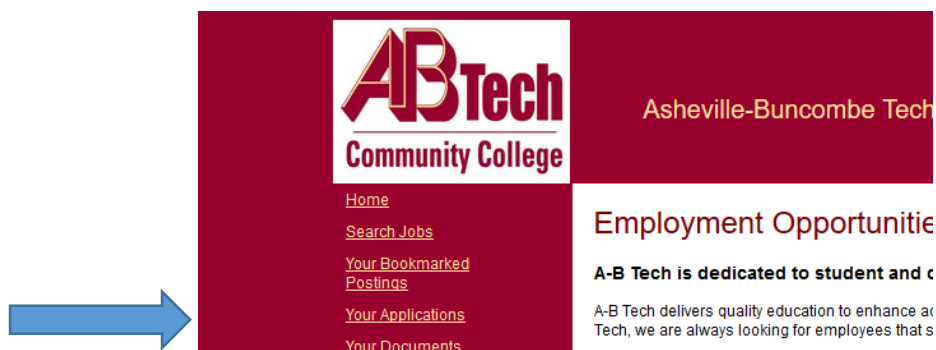 AB Tech
Community College
Asheville-Buncombe Tech
Home
Search Jobs
Your Bookmarked
Postings
Your Applications
Your Documents
Employment Opportunitie
A-B Tech is dedicated to student and
A-B Tech delivers quality education to enhance
Tech, we are always looking for employees that